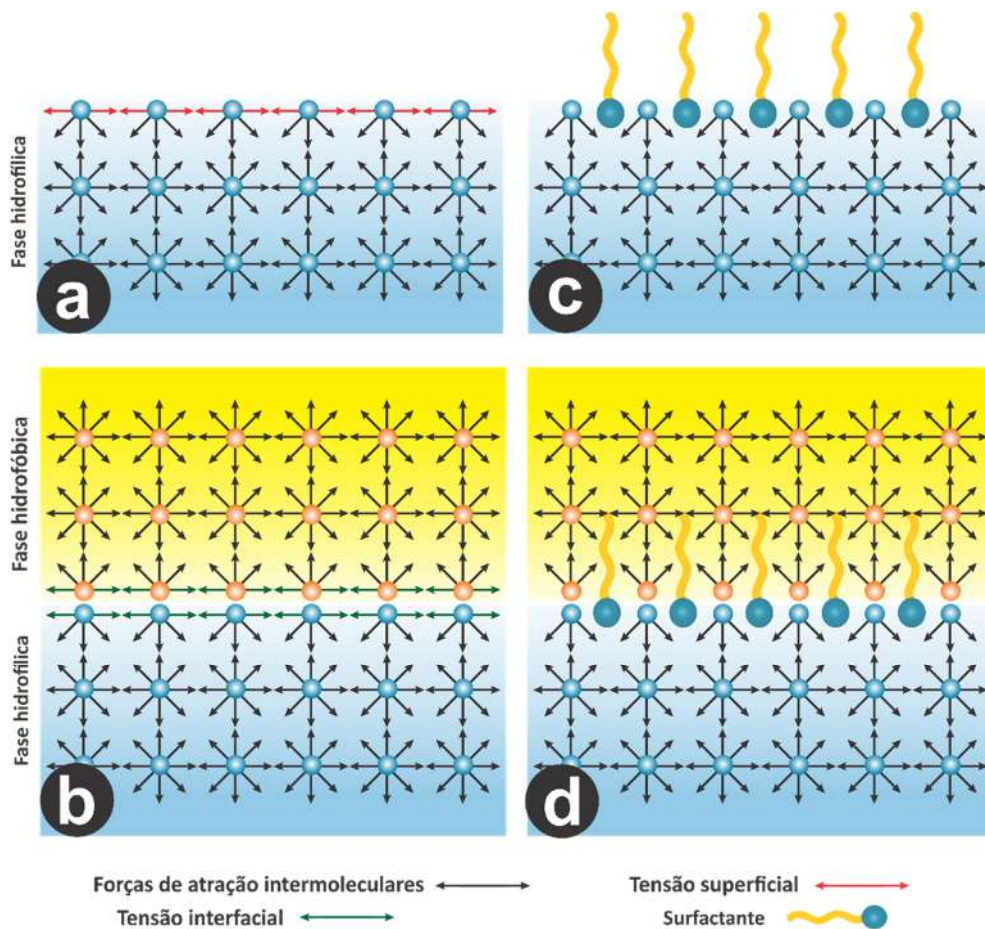 Fase hidrofílica
a
c
Fase hidrofóbica
Fase hidrofílica
b
d
Forças de atração intermoleculares
Tensão superficial
Tensão interfacial
Surfactante